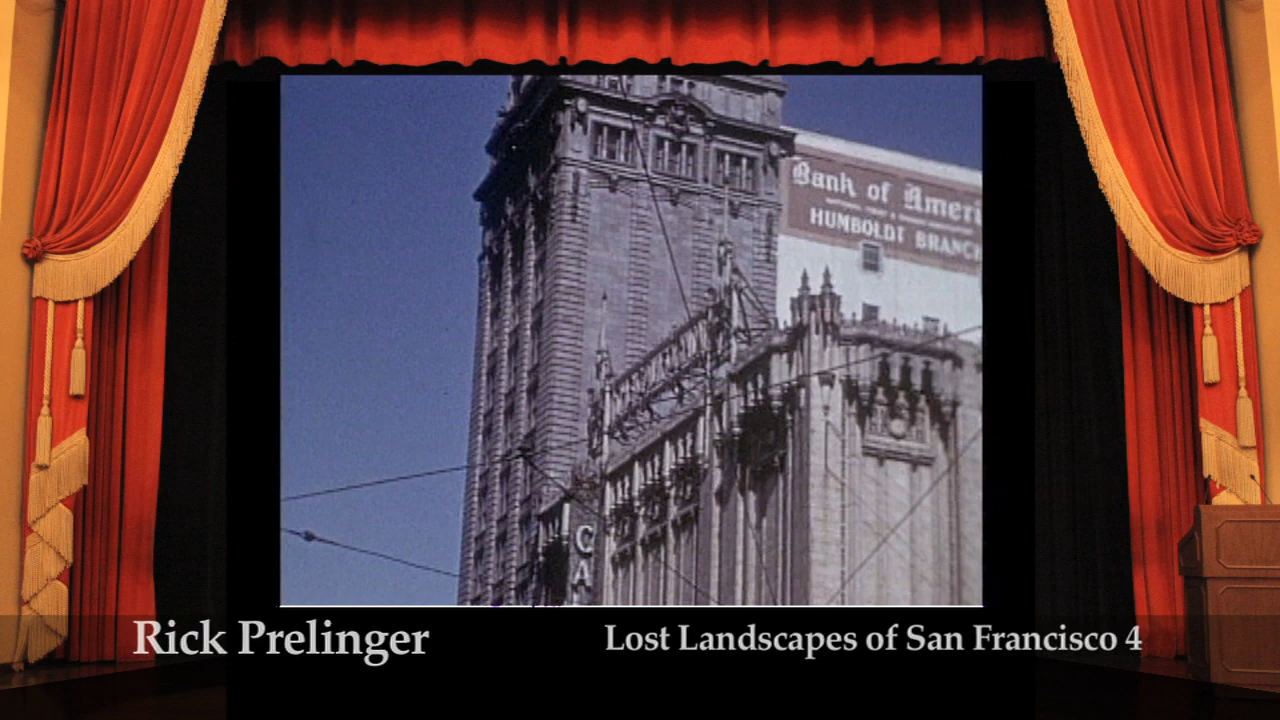 Bank of Ameri
HUMBOLDT BRANCH
CA
Rick Prelinger
Lost Landscapes of San Francisco 4